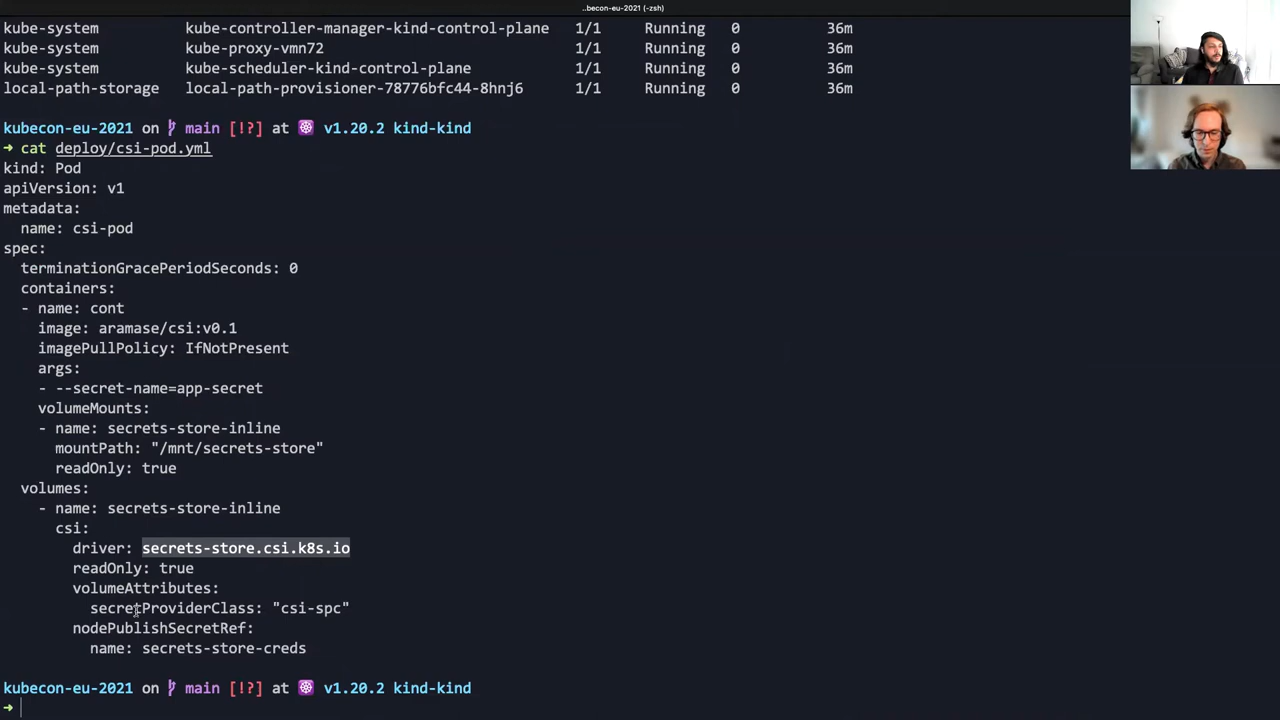 ..becon-eu-2021 (-zsh)
kube-system kube-controller-manager-kind-control-plane 1/1 Running 0 36m
kube-system kube-proxy-vmn72 1/1 Running 0 36m
kube-system kube-scheduler-kind-control-plane 1/1 Running 0 36m
local-path-storage local-path-provisioner-78776bfc44-8hnj6 1/1 Running 0 36m
kubecon-eu-2021 on main [!?] at v1.20.2 kind-kind
➜ cat deploy/csi-pod.yml
kind: Pod
apiVersion: v1
metadata:
  name: csi-pod
spec:
  terminationGracePeriodSeconds: 0
  containers:
  - name: cont
    image: aramase/csi:v0.1
    imagePullPolicy: IfNotPresent
    args:
    - --secret-name=app-secret
    volumeMounts:
    - name: secrets-store-inline
      mountPath: "/mnt/secrets-store"
      readOnly: true
  volumes:
    - name: secrets-store-inline
      csi:
        driver: secrets-store.csi.k8s.io
        readOnly: true
        volumeAttributes:
          secretProviderClass: "csi-spc"
        nodePublishSecretRef:
          name: secrets-store-creds
kubecon-eu-2021 on main [!?] at v1.20.2 kind-kind
➜